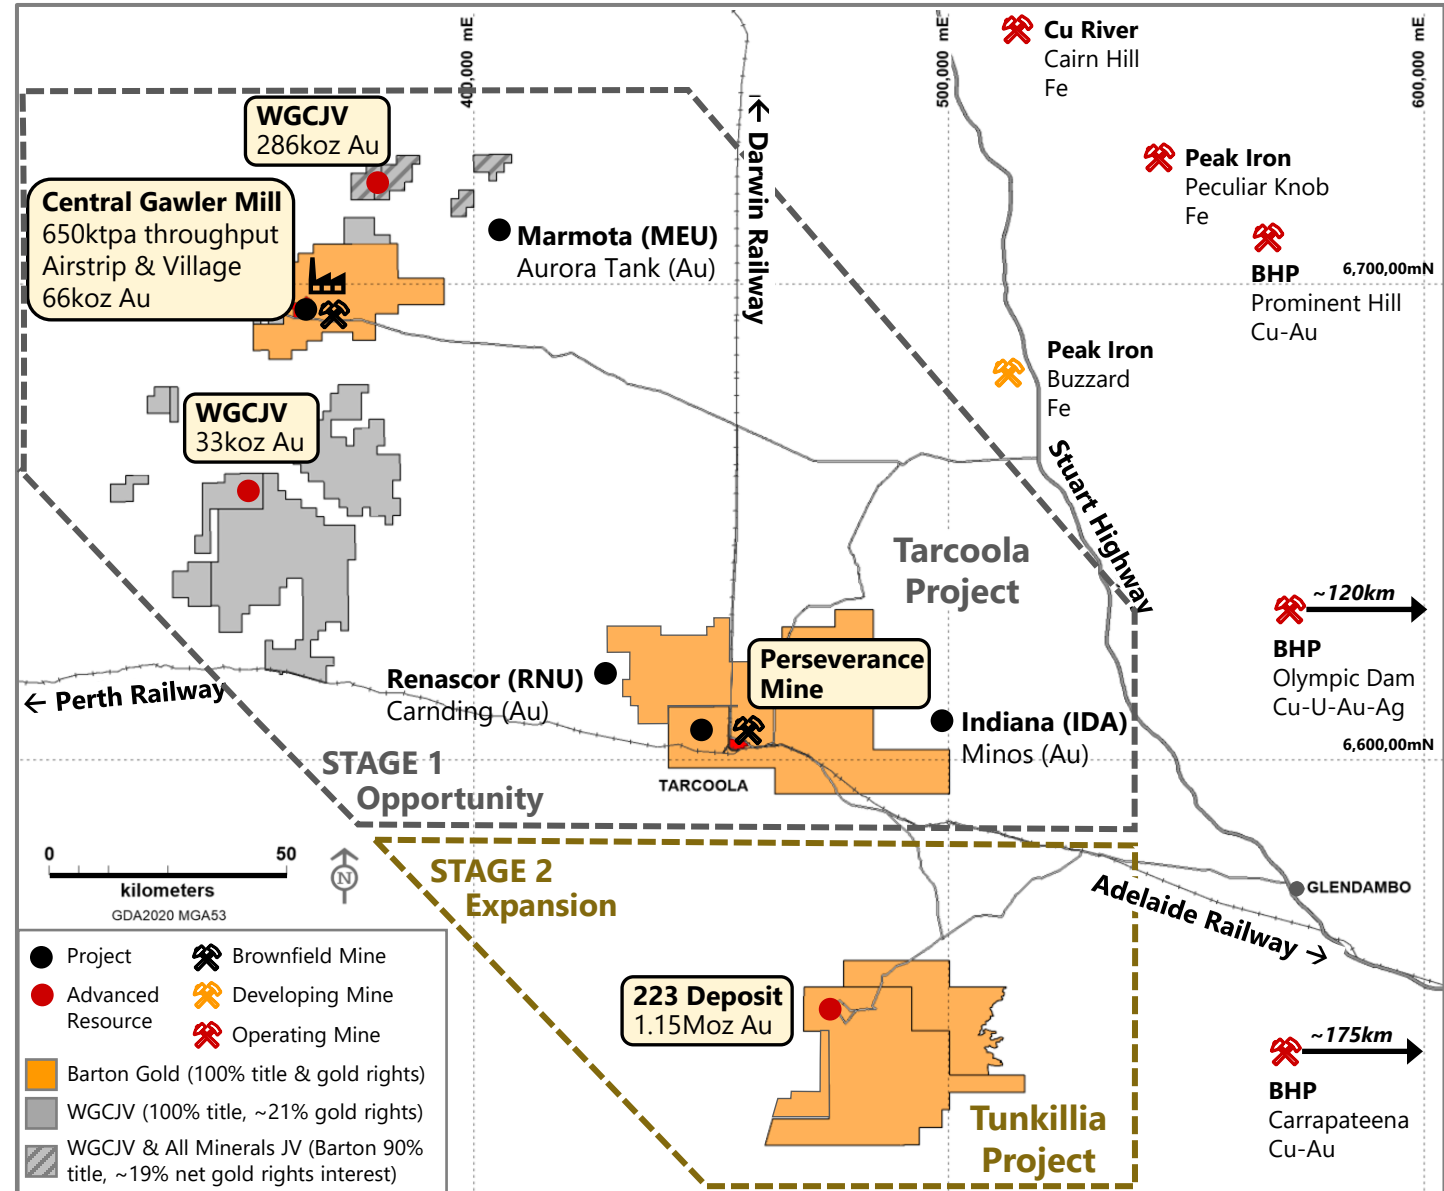 400,000 mE
500,000 mE
600,000 mE
Cu River
Cairn Hill
Fe
WGCJV
286koz Au
← Darwin Railway
Peak Iron
Peculiar Knob
Fe
Central Gawler Mill
650ktpa throughput
Airstrip & Village
66koz Au
Marmota (MEU)
Aurora Tank (Au)
6,700,00mN
BHP
Prominent Hill
Cu-Au
Peak Iron
Buzzard
Fe
WGCJV
33koz Au
Stuart Highway
Tarcoola
Project
~120km
BHP
Olympic Dam
Cu-U-Au-Ag
Perseverance
Mine
Renascor (RNU)
Carnding (Au)
← Perth Railway
Indiana (IDA)
Minos (Au)
6,600,00mN
STAGE 1
Opportunity
TARCOOLA
0 50
kilometers
GDA2020 MGA53
N
STAGE 2
Expansion
Adelaide Railway →
GLENDAMBO
223 Deposit
1.15Moz Au
~175km
BHP
Carrapateena
Cu-Au
Tunkillia
Project
Project
Brownfield Mine
Advanced
Resource
Developing Mine
Operating Mine
Barton Gold (100% title & gold rights)
WGCJV (100% title, ~21% gold rights)
WGCJV & All Minerals JV (Barton 90%
title, ~19% net gold rights interest)